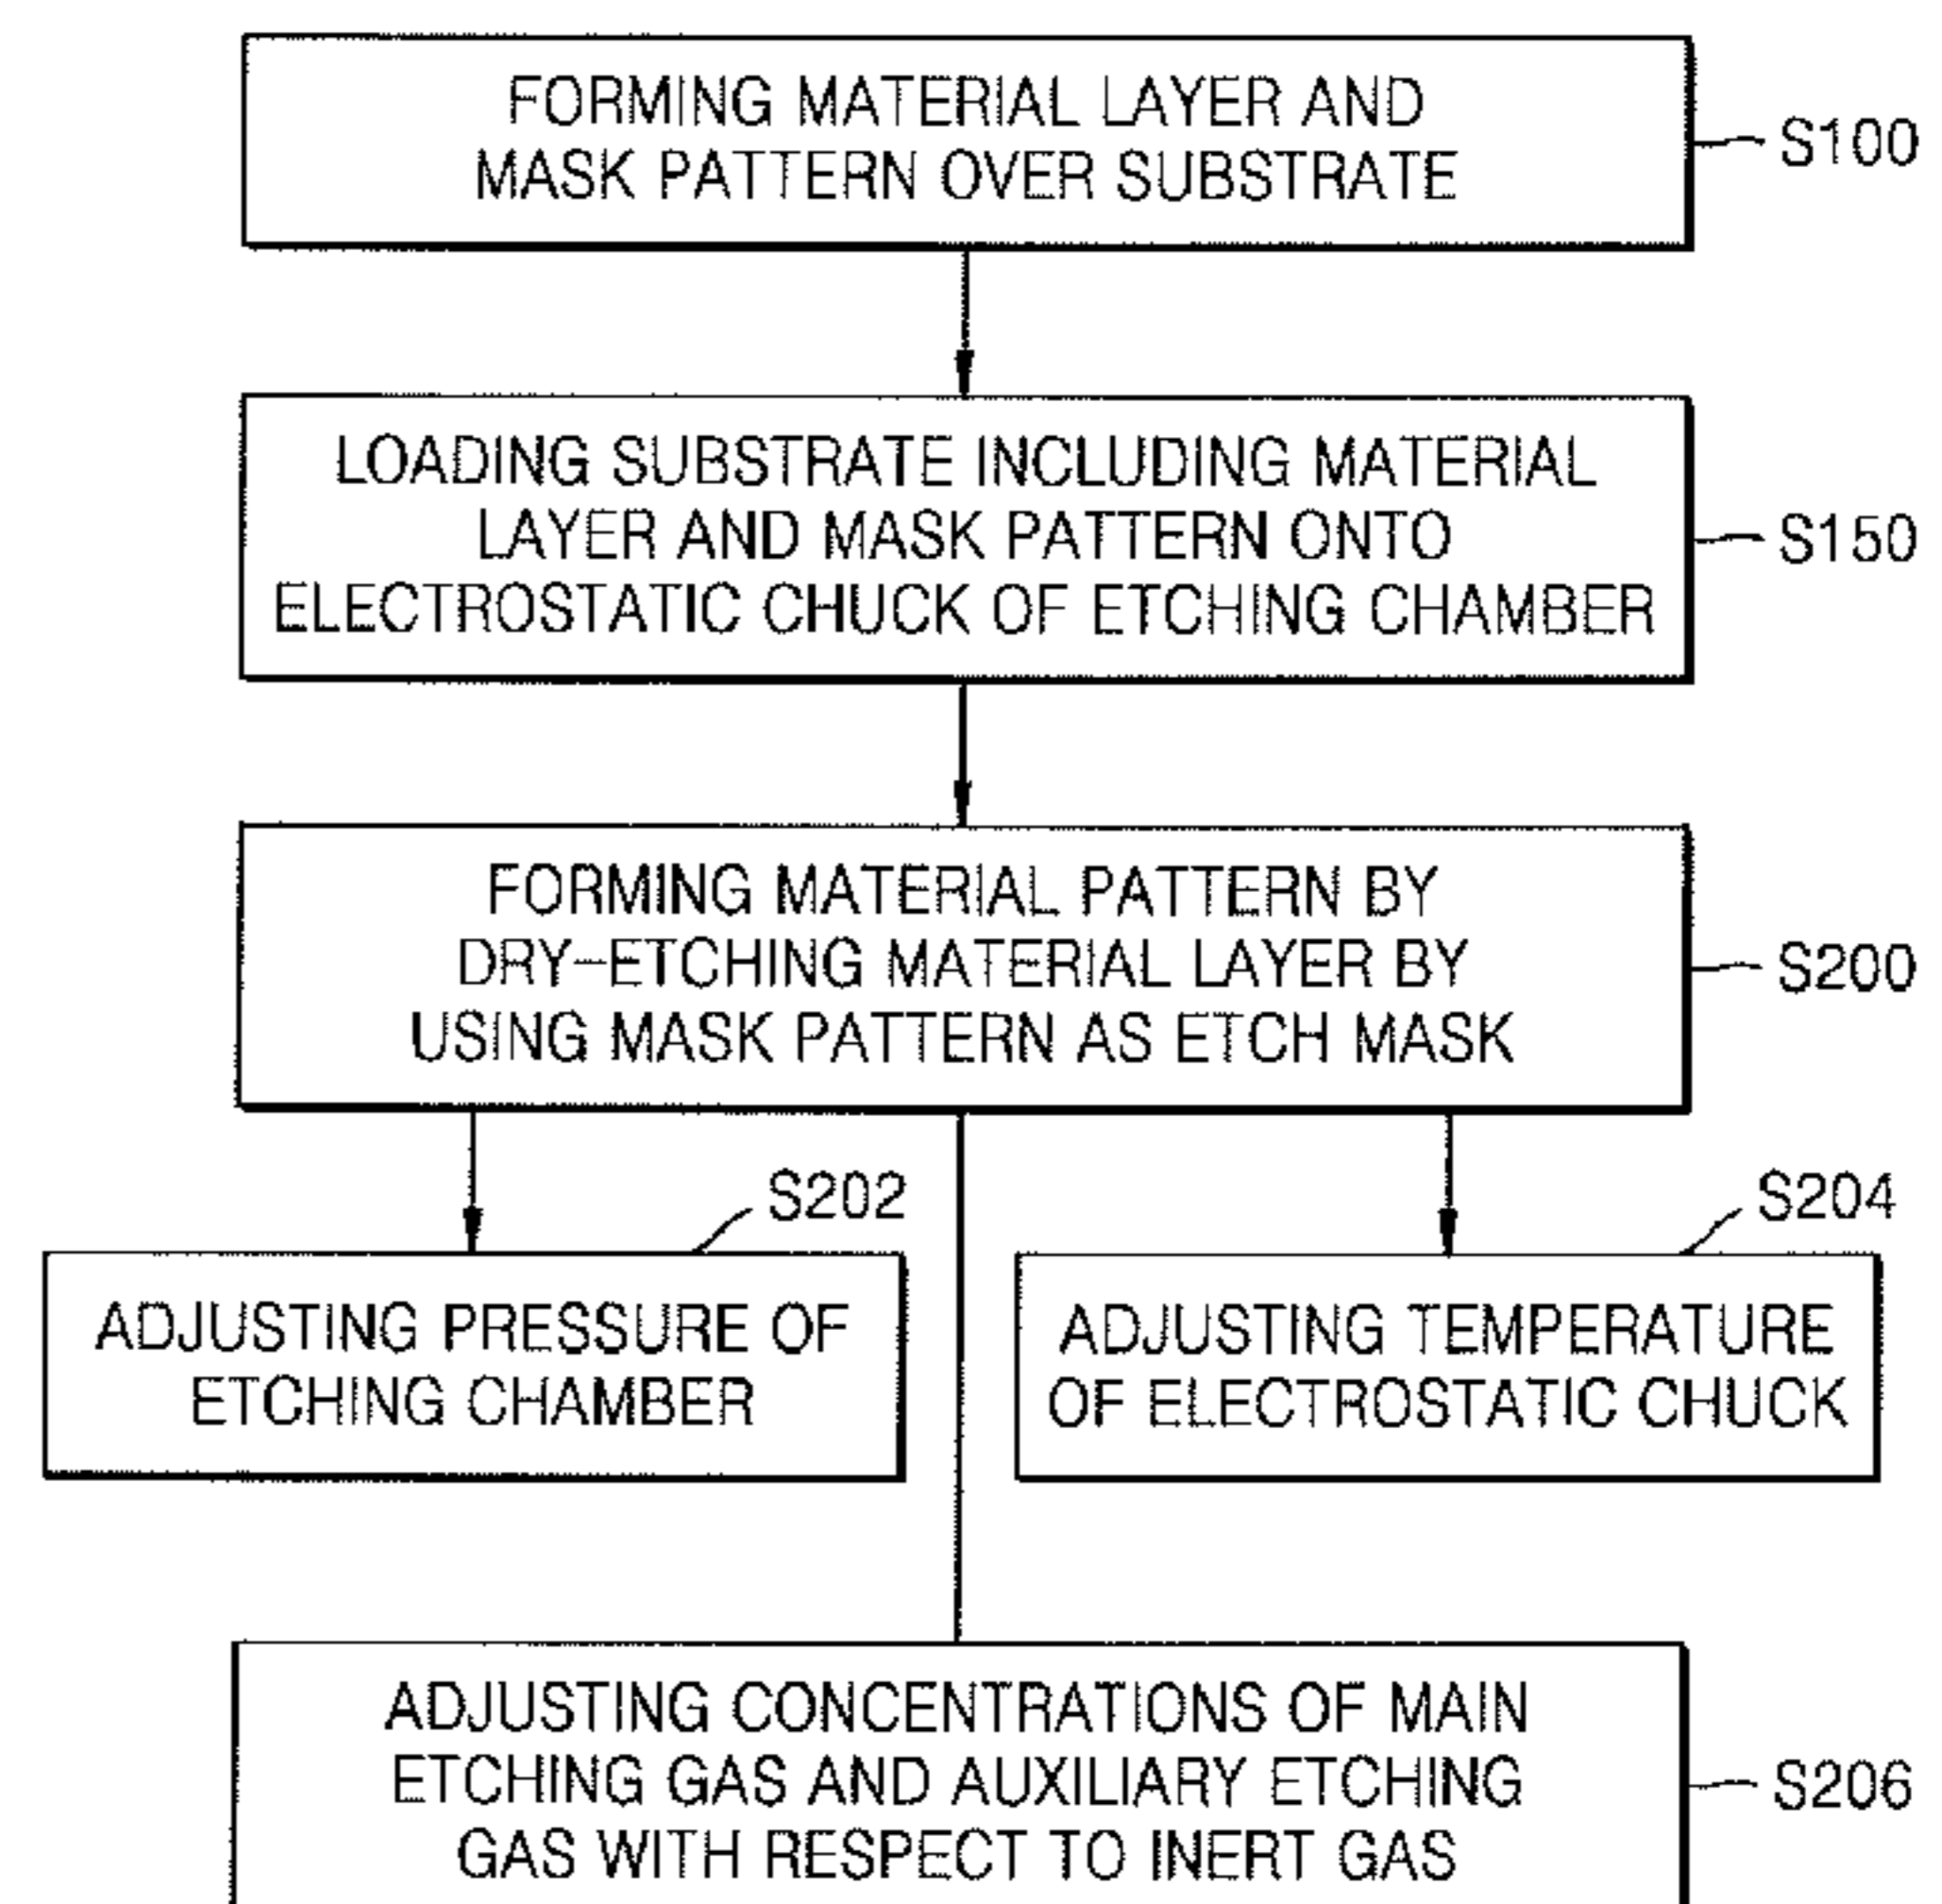 FORMING MATERIAL LAYER AND
MASK PATTERN OVER SUBSTRATE
S100
LOADING SUBSTRATE INCLUDING MATERIAL
LAYER AND MASK PATTERN ONTO
ELECTROSTATIC CHUCK OF ETCHING CHAMBER
S150
FORMING MATERIAL PATTERN BY
DRY-ETCHING MATERIAL LAYER BY
USING MASK PATTERN AS ETCH MASK
S200
S202
ADJUSTING PRESSURE OF
ETCHING CHAMBER
S204
ADJUSTING TEMPERATURE
OF ELECTROSTATIC CHUCK
ADJUSTING CONCENTRATIONS OF MAIN
ETCHING GAS AND AUXILIARY ETCHING
GAS WITH RESPECT TO INERT GAS
S206